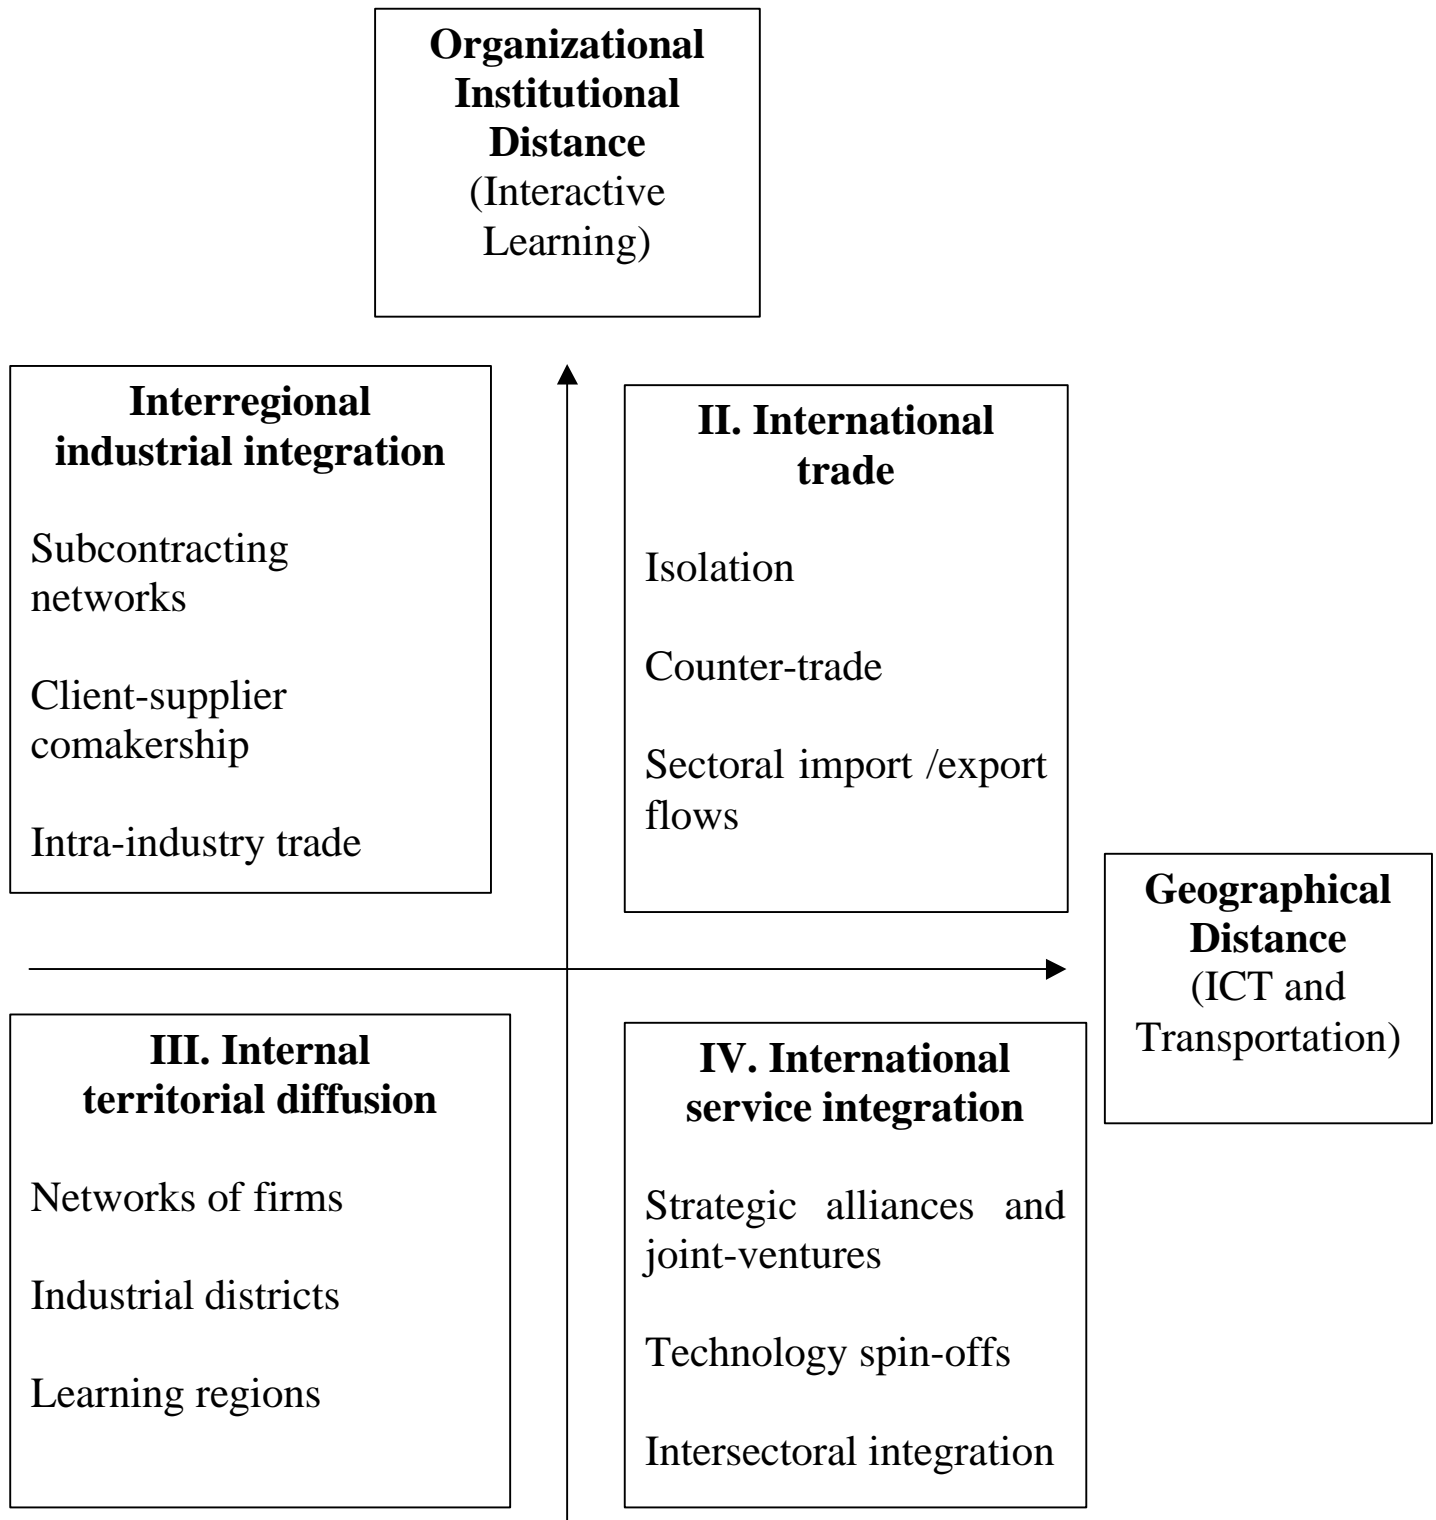 Organizational
Institutional
Distance
(Interactive
Learning)
Interregional
industrial integration
Subcontracting
networks
Client-supplier
comakership
Intra-industry trade
II. International
trade
Isolation
Counter-trade
Sectoral import /export
flows
Geographical
Distance
(ICT and
Transportation)
III. Internal
territorial diffusion
Networks of firms
Industrial districts
Learning regions
IV. International
service integration
Strategic alliances and
joint-ventures
Technology spin-offs
Intersectoral integration